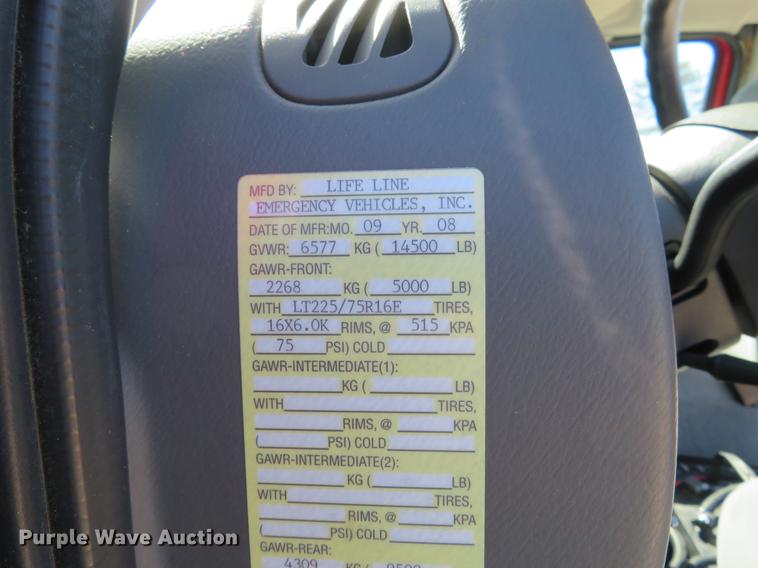 MFD BY: LIFE LINE
EMERGENCY VEHICLES, INC.
DATE OF MFR:MO. 09 YR. 08
GVWR: 6577 KG ( 14500 LB)
GAWR-FRONT:
2268 KG ( 5000 LB)
WITH LT225/75R16E TIRES,
16X6.0K RIMS, @ 515 KPA
( 75 PSI) COLD
GAWR-INTERMEDIATE(1):
KG ( LB)
WITH TIRES,
RIMS, @ KPA
( PSI) COLD
GAWR-INTERMEDIATE(2):
KG ( LB)
WITH TIRES,
RIMS, @ KPA
( PSI) COLD
GAWR-REAR:
4309 KG ( 9500
Purple Wave Auction